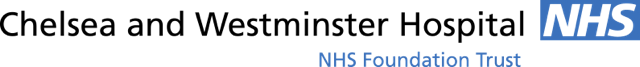 Chelsea and Westminster Hospital NHS
NHS Foundation Trust